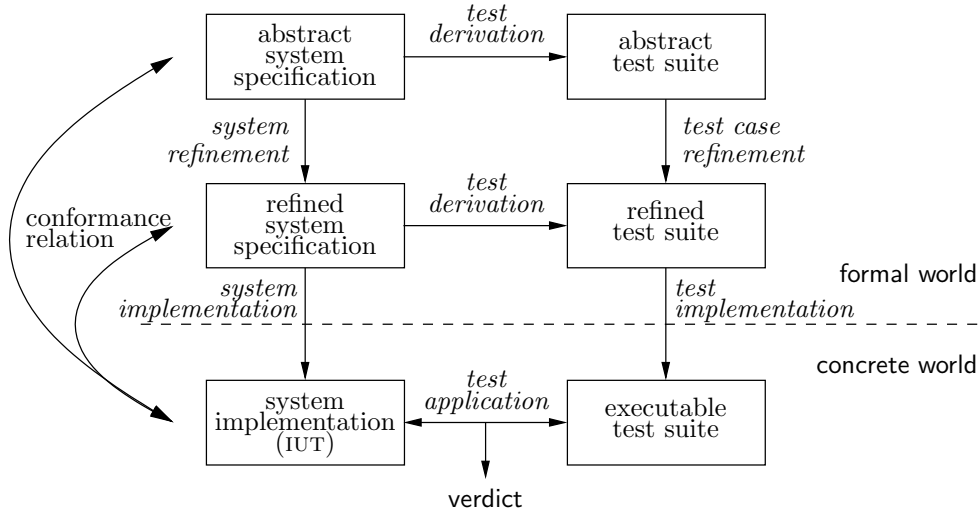 abstract
system
specification
test
derivation
abstract
test suite
system
refinement
test case
refinement
conformance
relation
refined
system
specification
test
derivation
refined
test suite
formal world
system
implementation
test
implementation
concrete world
system
implementation
(IUT)
test
application
executable
test suite
verdict